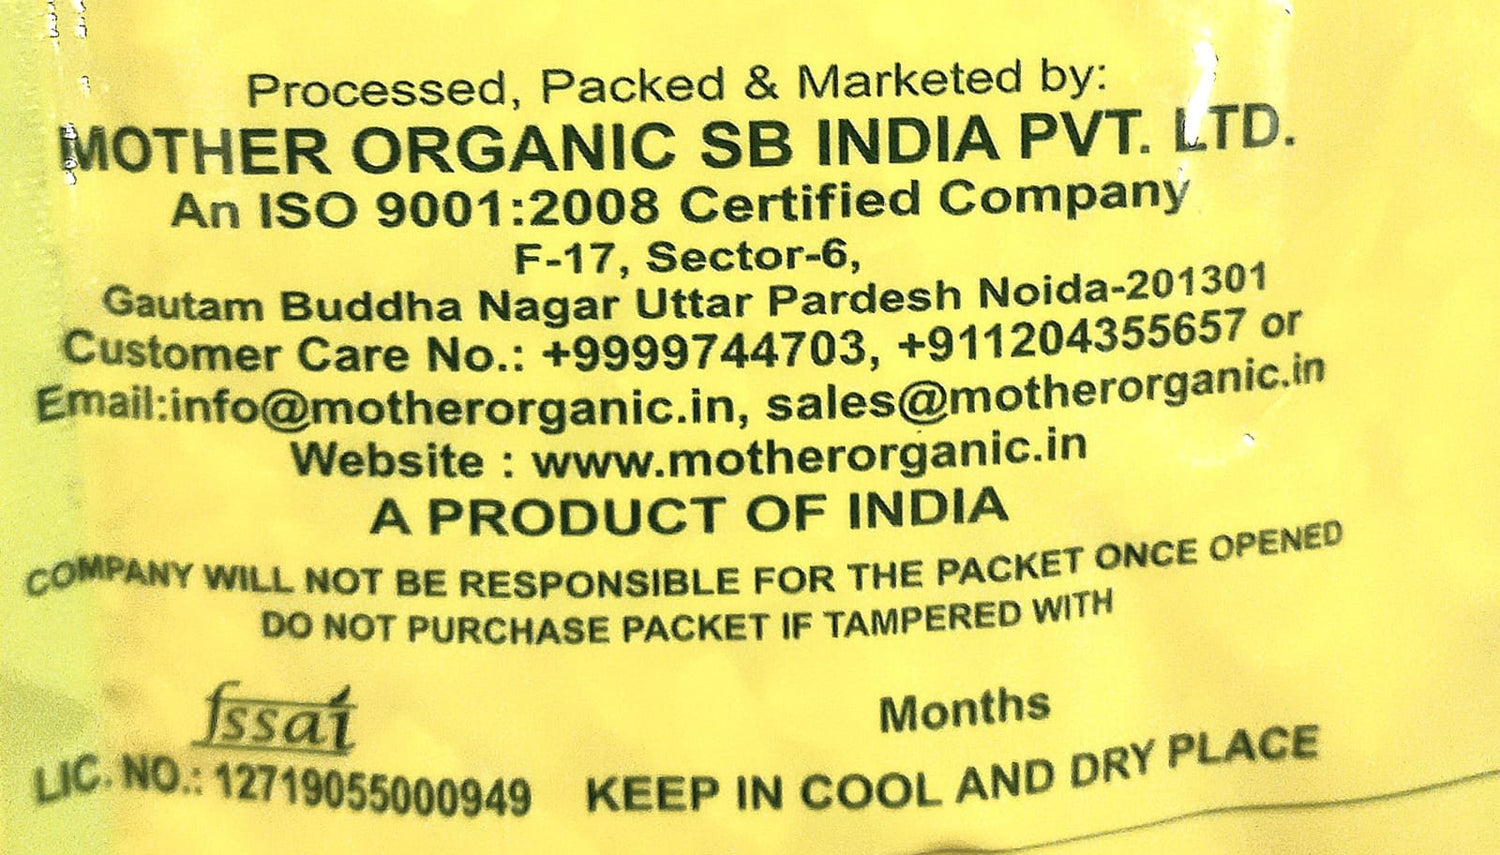 Processed, Packed & Marketed by:
MOTHER ORGANIC SB INDIA PVT. LTD.
An ISO 9001:2008 Certified Company
F-17, Sector-6,
Gautam Buddha Nagar Uttar Pardesh Noida-201301
Customer Care No.: +9999744703, +911204355657 or
Email:info@motherorganic.in, sales@motherorganic.in
Website : www.motherorganic.in
A PRODUCT OF INDIA
COMPANY WILL NOT BE RESPONSIBLE FOR THE PACKET ONCE OPENED
DO NOT PURCHASE PACKET IF TAMPERED WITH
fssai
Months
LIC. NO.: 12719055000949 KEEP IN COOL AND DRY PLACE